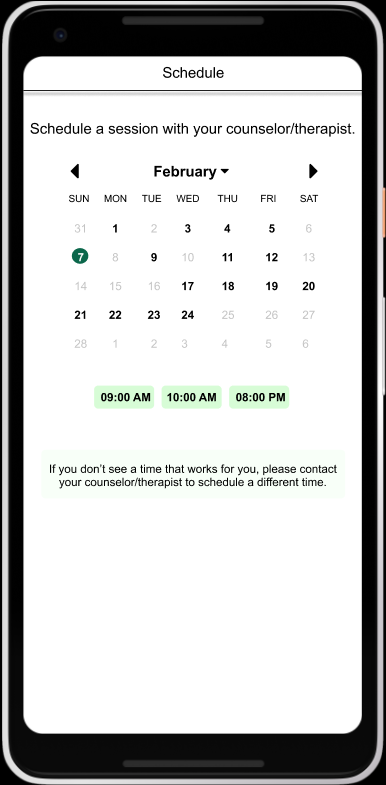 Schedule
Schedule a session with your counselor/therapist.
February
SUN MON TUE WED THU FRI SAT
31 1 2 3 4 5 6
7 8 9 10 11 12 13
14 15 16 17 18 19 20
21 22 23 24 25 26 27
28 1 2 3 4 5 6
09:00 AM 10:00 AM 08:00 PM
If you don’t see a time that works for you, please contact
your counselor/therapist to schedule a different time.